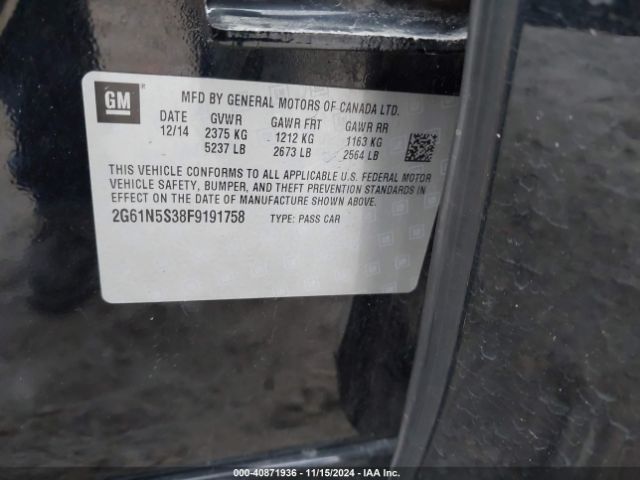 GM
MFD BY GENERAL MOTORS OF CANADA LTD.
DATE GVWR GAWR FRT GAWR RR
12/14 2375 KG 1212 KG 1163 KG
5237 LB 2673 LB 2564 LB
THIS VEHICLE CONFORMS TO ALL APPLICABLE U.S. FEDERAL MOTOR
VEHICLE SAFETY, BUMPER, AND THEFT PREVENTION STANDARDS IN
EFFECT ON THE DATE OF MANUFACTURE SHOWN ABOVE.
2G61N5S38F9191758 TYPE: PASS CAR
000-40871936 - 11/15/2024 - IAA Inc.